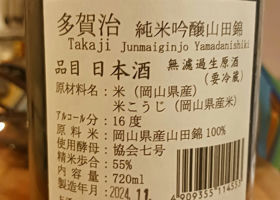 多賀治 純米吟醸山田錦
Takaji Junmaiginjo Yamadanishiki
品目 日本酒 無濾過生原酒
(要冷蔵)
原材料名：米（岡山県産）
米こうじ（岡山県産米）
アルコール分：16度
原料米：岡山県産山田錦100%
使用酵母：協会七号
精米歩合：55%
内容量：720ml
製造年月：2024.11.
4909355114553